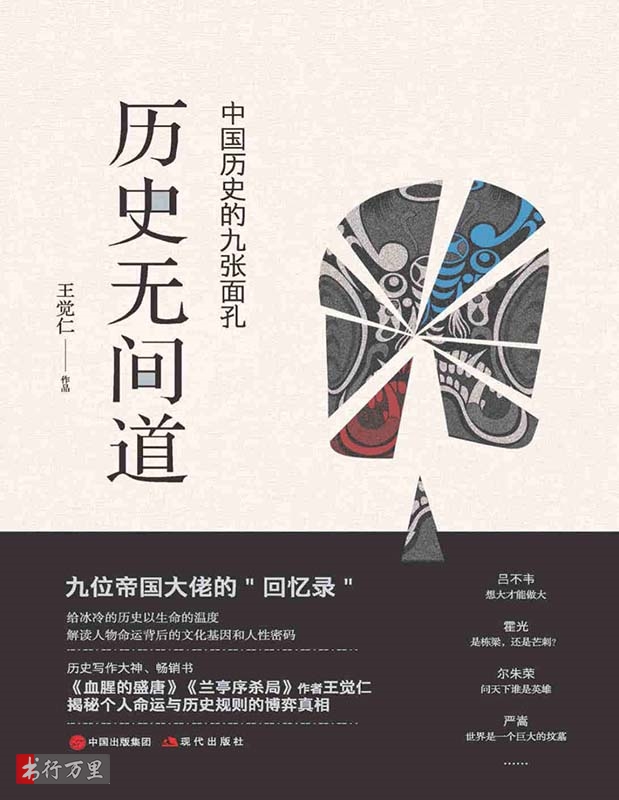 历史无间道
中国历史的九张面孔
王觉仁——作品
九位帝国大佬的"回忆录"
给冰冷的历史以生命的温度
解读人物命运背后的文化基因和人性密码
历史写作大神、畅销书
《血腥的盛唐》《兰亭序杀局》作者王觉仁
揭秘个人命运与历史规则的博弈真相
中国出版集团 现代出版社
吕不韦
想大才能做大
霍光
是栋梁，还是芒刺？
尔朱荣
问天下谁是英雄
严嵩
世界是一个巨大的坟墓
……
书行万里